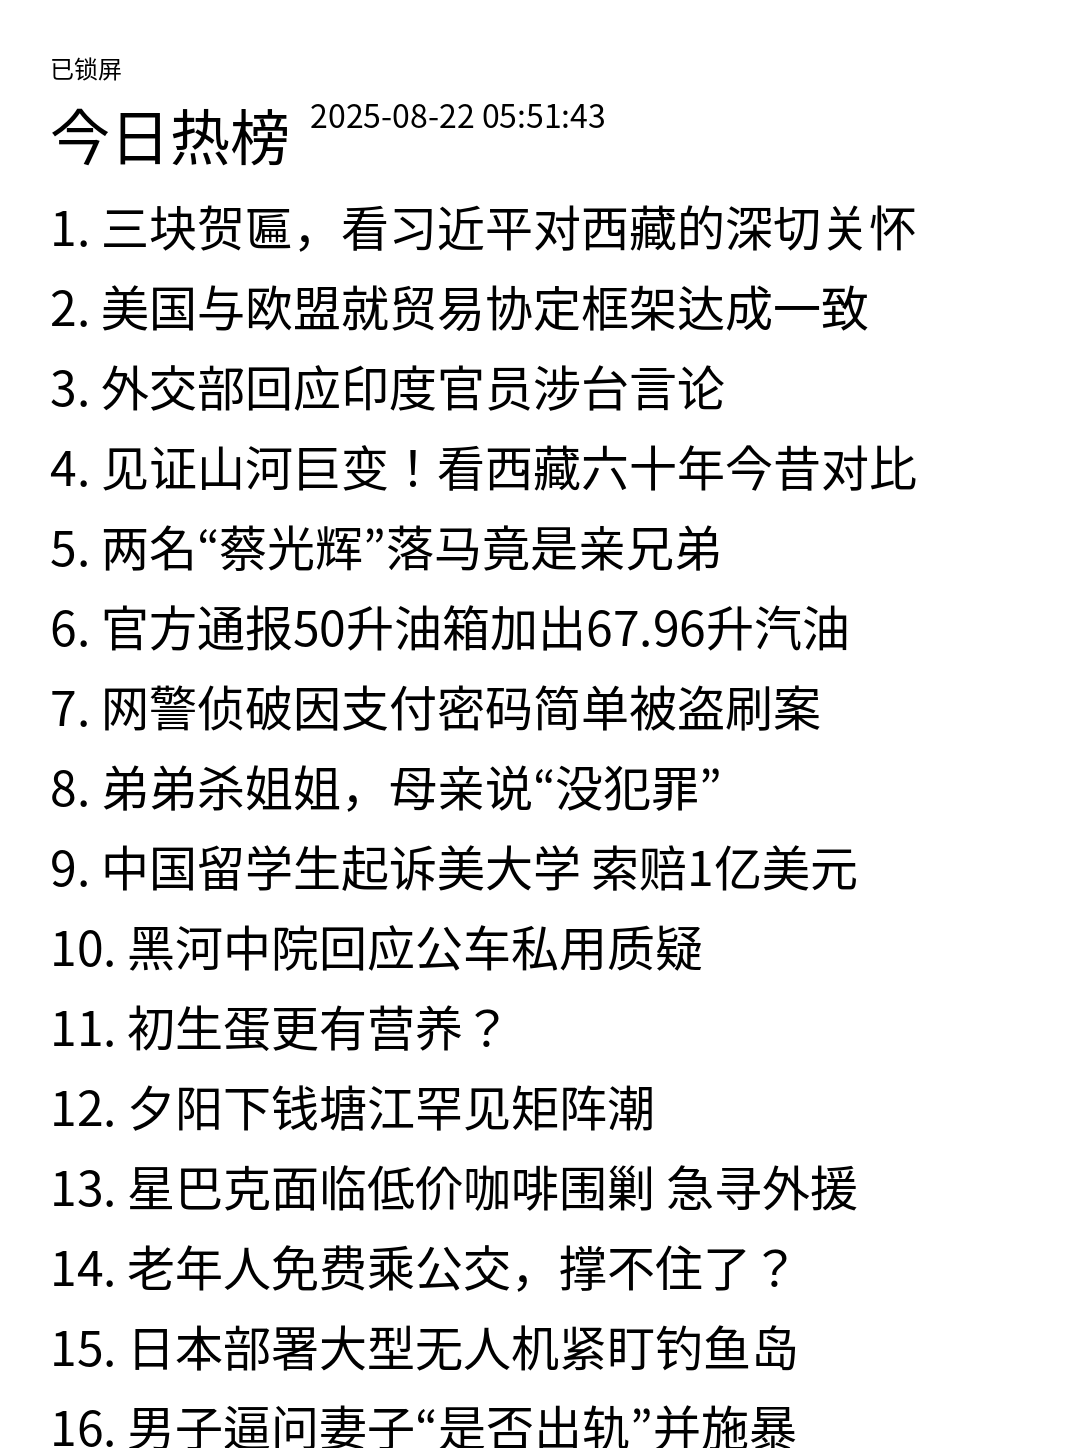 已锁屏
今日热榜 2025-08-22 05:51:43
1. 三块贺匾，看习近平对西藏的深切关怀
2. 美国与欧盟就贸易协定框架达成一致
3. 外交部回应印度官员涉台言论
4. 见证山河巨变！看西藏六十年今昔对比
5. 两名“蔡光辉”落马竟是亲兄弟
6. 官方通报50升油箱加出67.96升汽油
7. 网警侦破因支付密码简单被盗刷案
8. 弟弟杀姐姐，母亲说“没犯罪”
9. 中国留学生起诉美大学 索赔1亿美元
10. 黑河中院回应公车私用质疑
11. 初生蛋更有营养？
12. 夕阳下钱塘江罕见矩阵潮
13. 星巴克面临低价咖啡围剿 急寻外援
14. 老年人免费乘公交，撑不住了？
15. 日本部署大型无人机紧盯钓鱼岛
16. 男子逼问妻子“是否出轨”并施暴